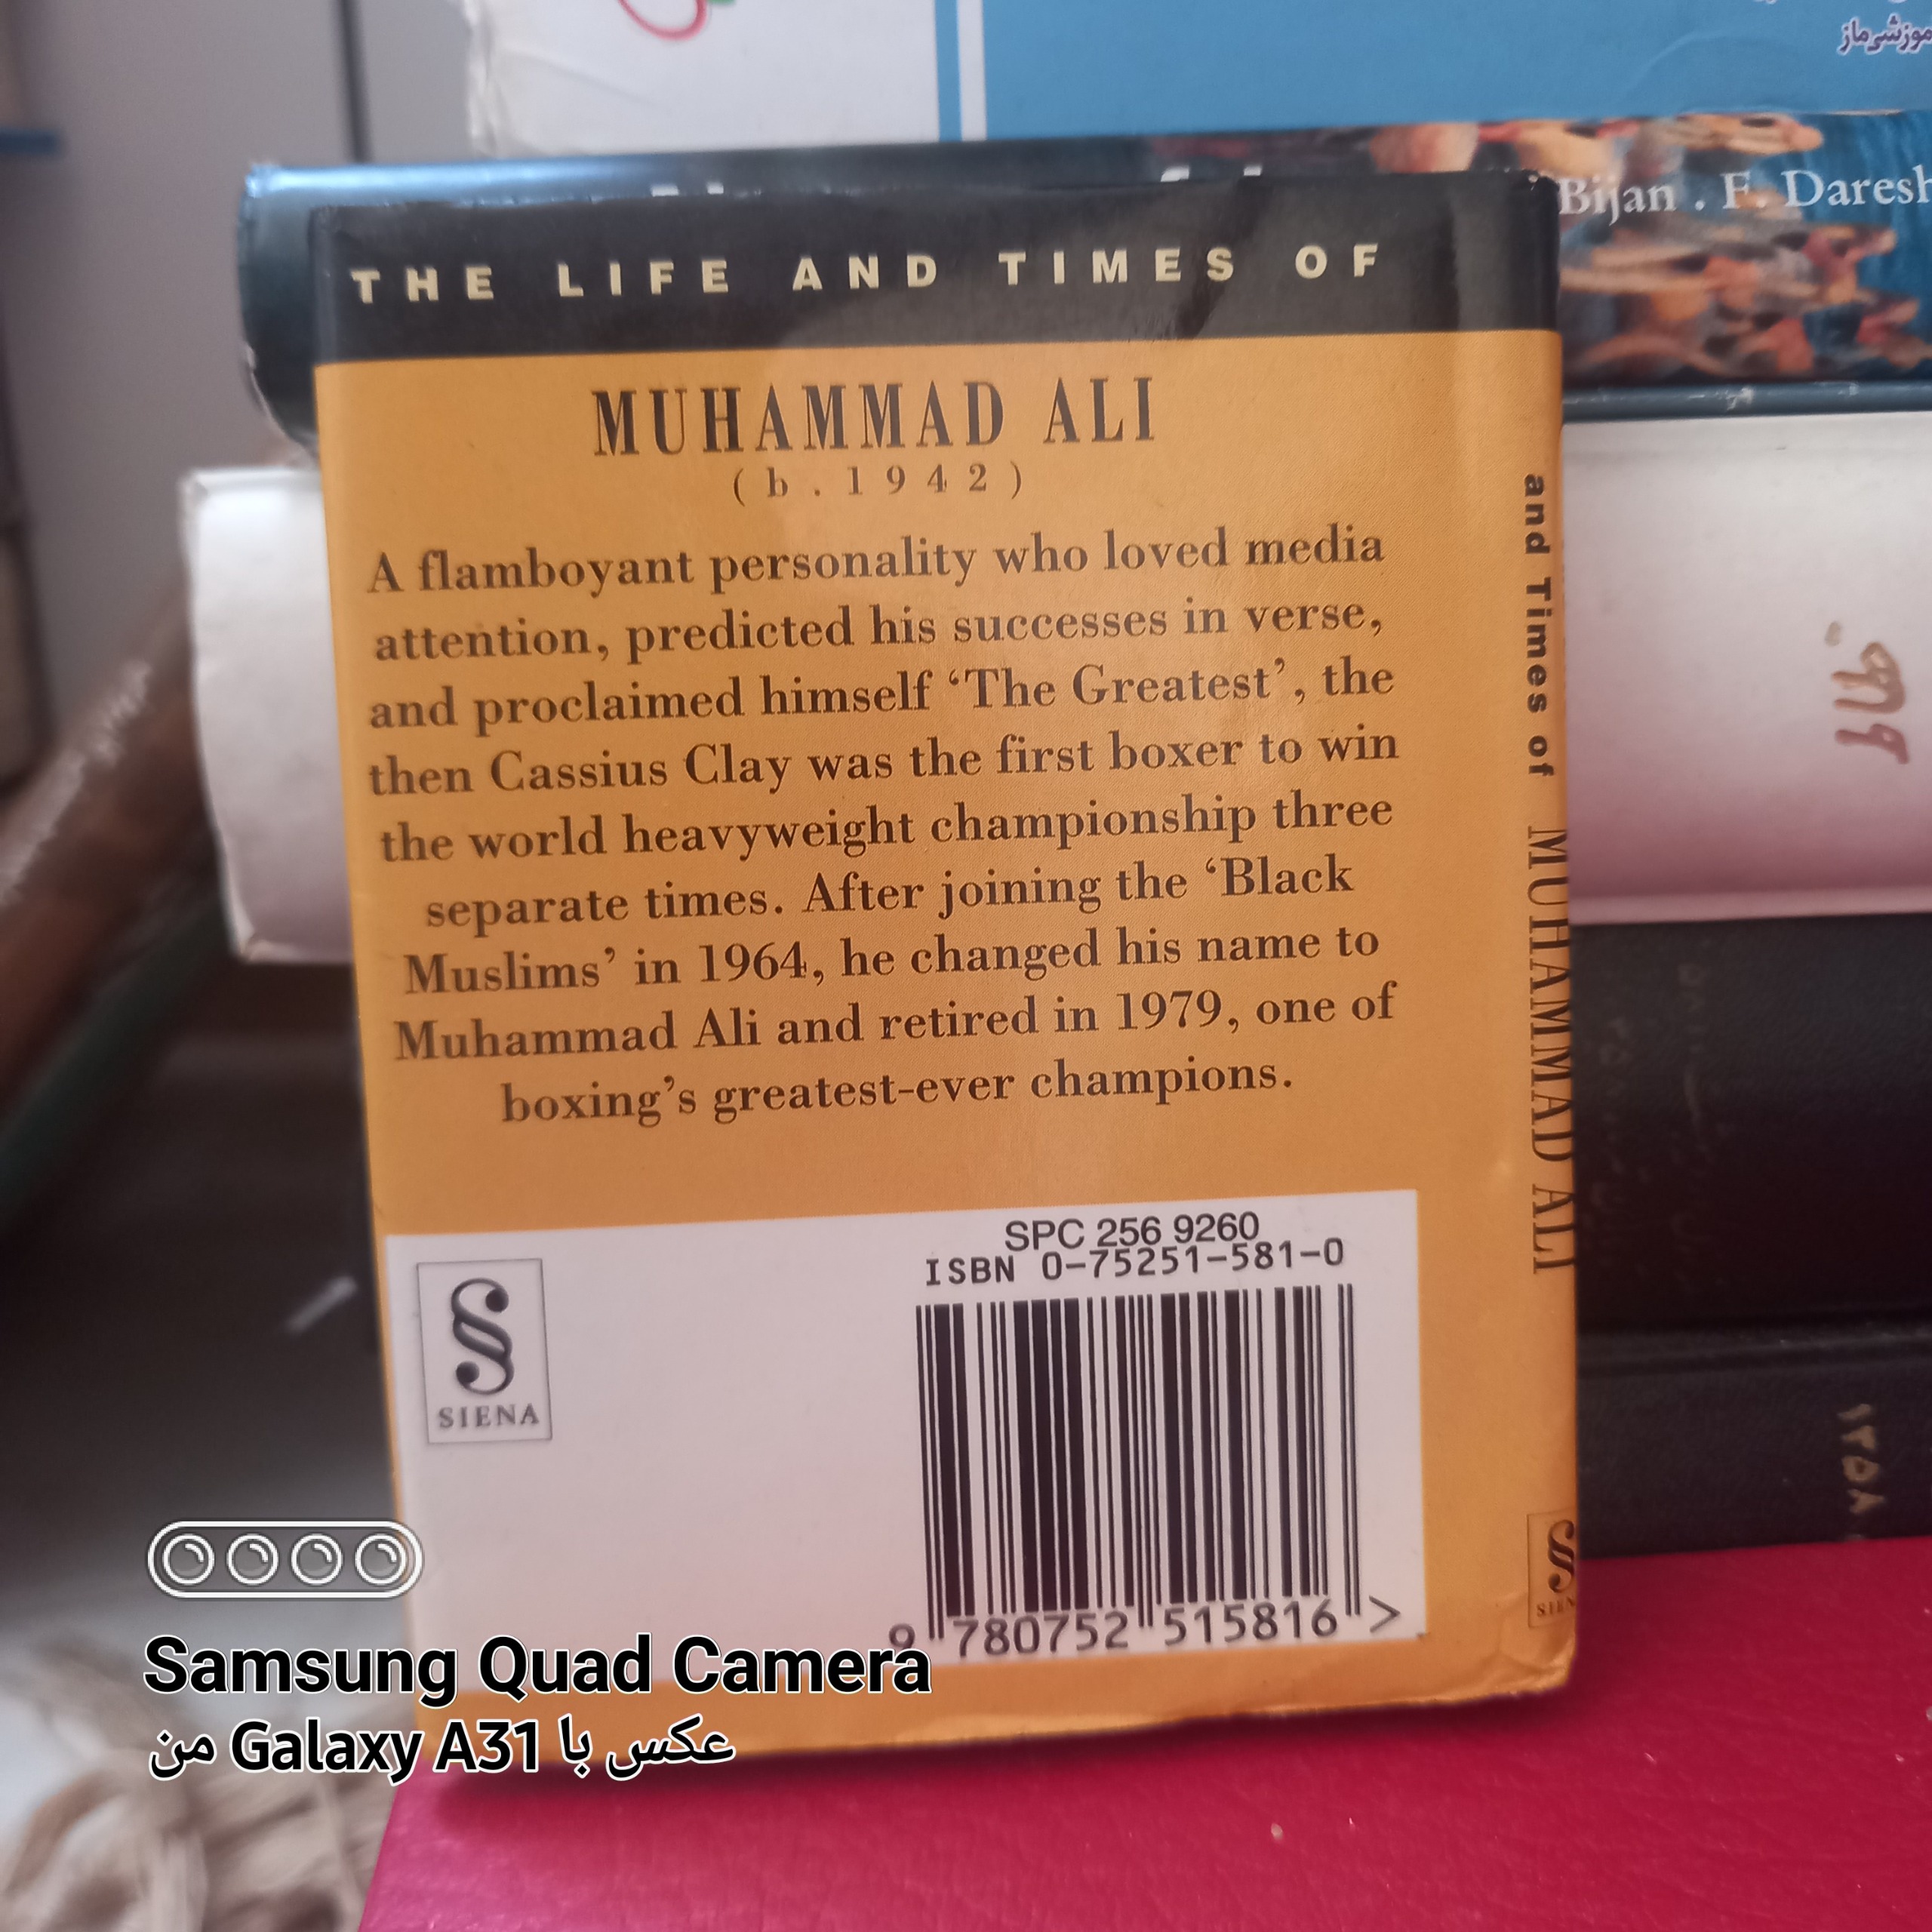 موزشی‌ماز
Bijan . F. Daresh
THE LIFE AND TIMES OF
MUHAMMAD ALI
(b.1942)
A flamboyant personality who loved media
attention, predicted his successes in verse,
and proclaimed himself ‘The Greatest’, the
then Cassius Clay was the first boxer to win
the world heavyweight championship three
separate times. After joining the ‘Black
Muslims’ in 1964, he changed his name to
Muhammad Ali and retired in 1979, one of
boxing’s greatest-ever champions.
SPC 256 9260
ISBN 0-75251-581-0
SIENA
9 780752 515816 >
and Times of MUHAMMAD ALI
SIEN
۱۳۵۸
Samsung Quad Camera
عکس با Galaxy A31 من